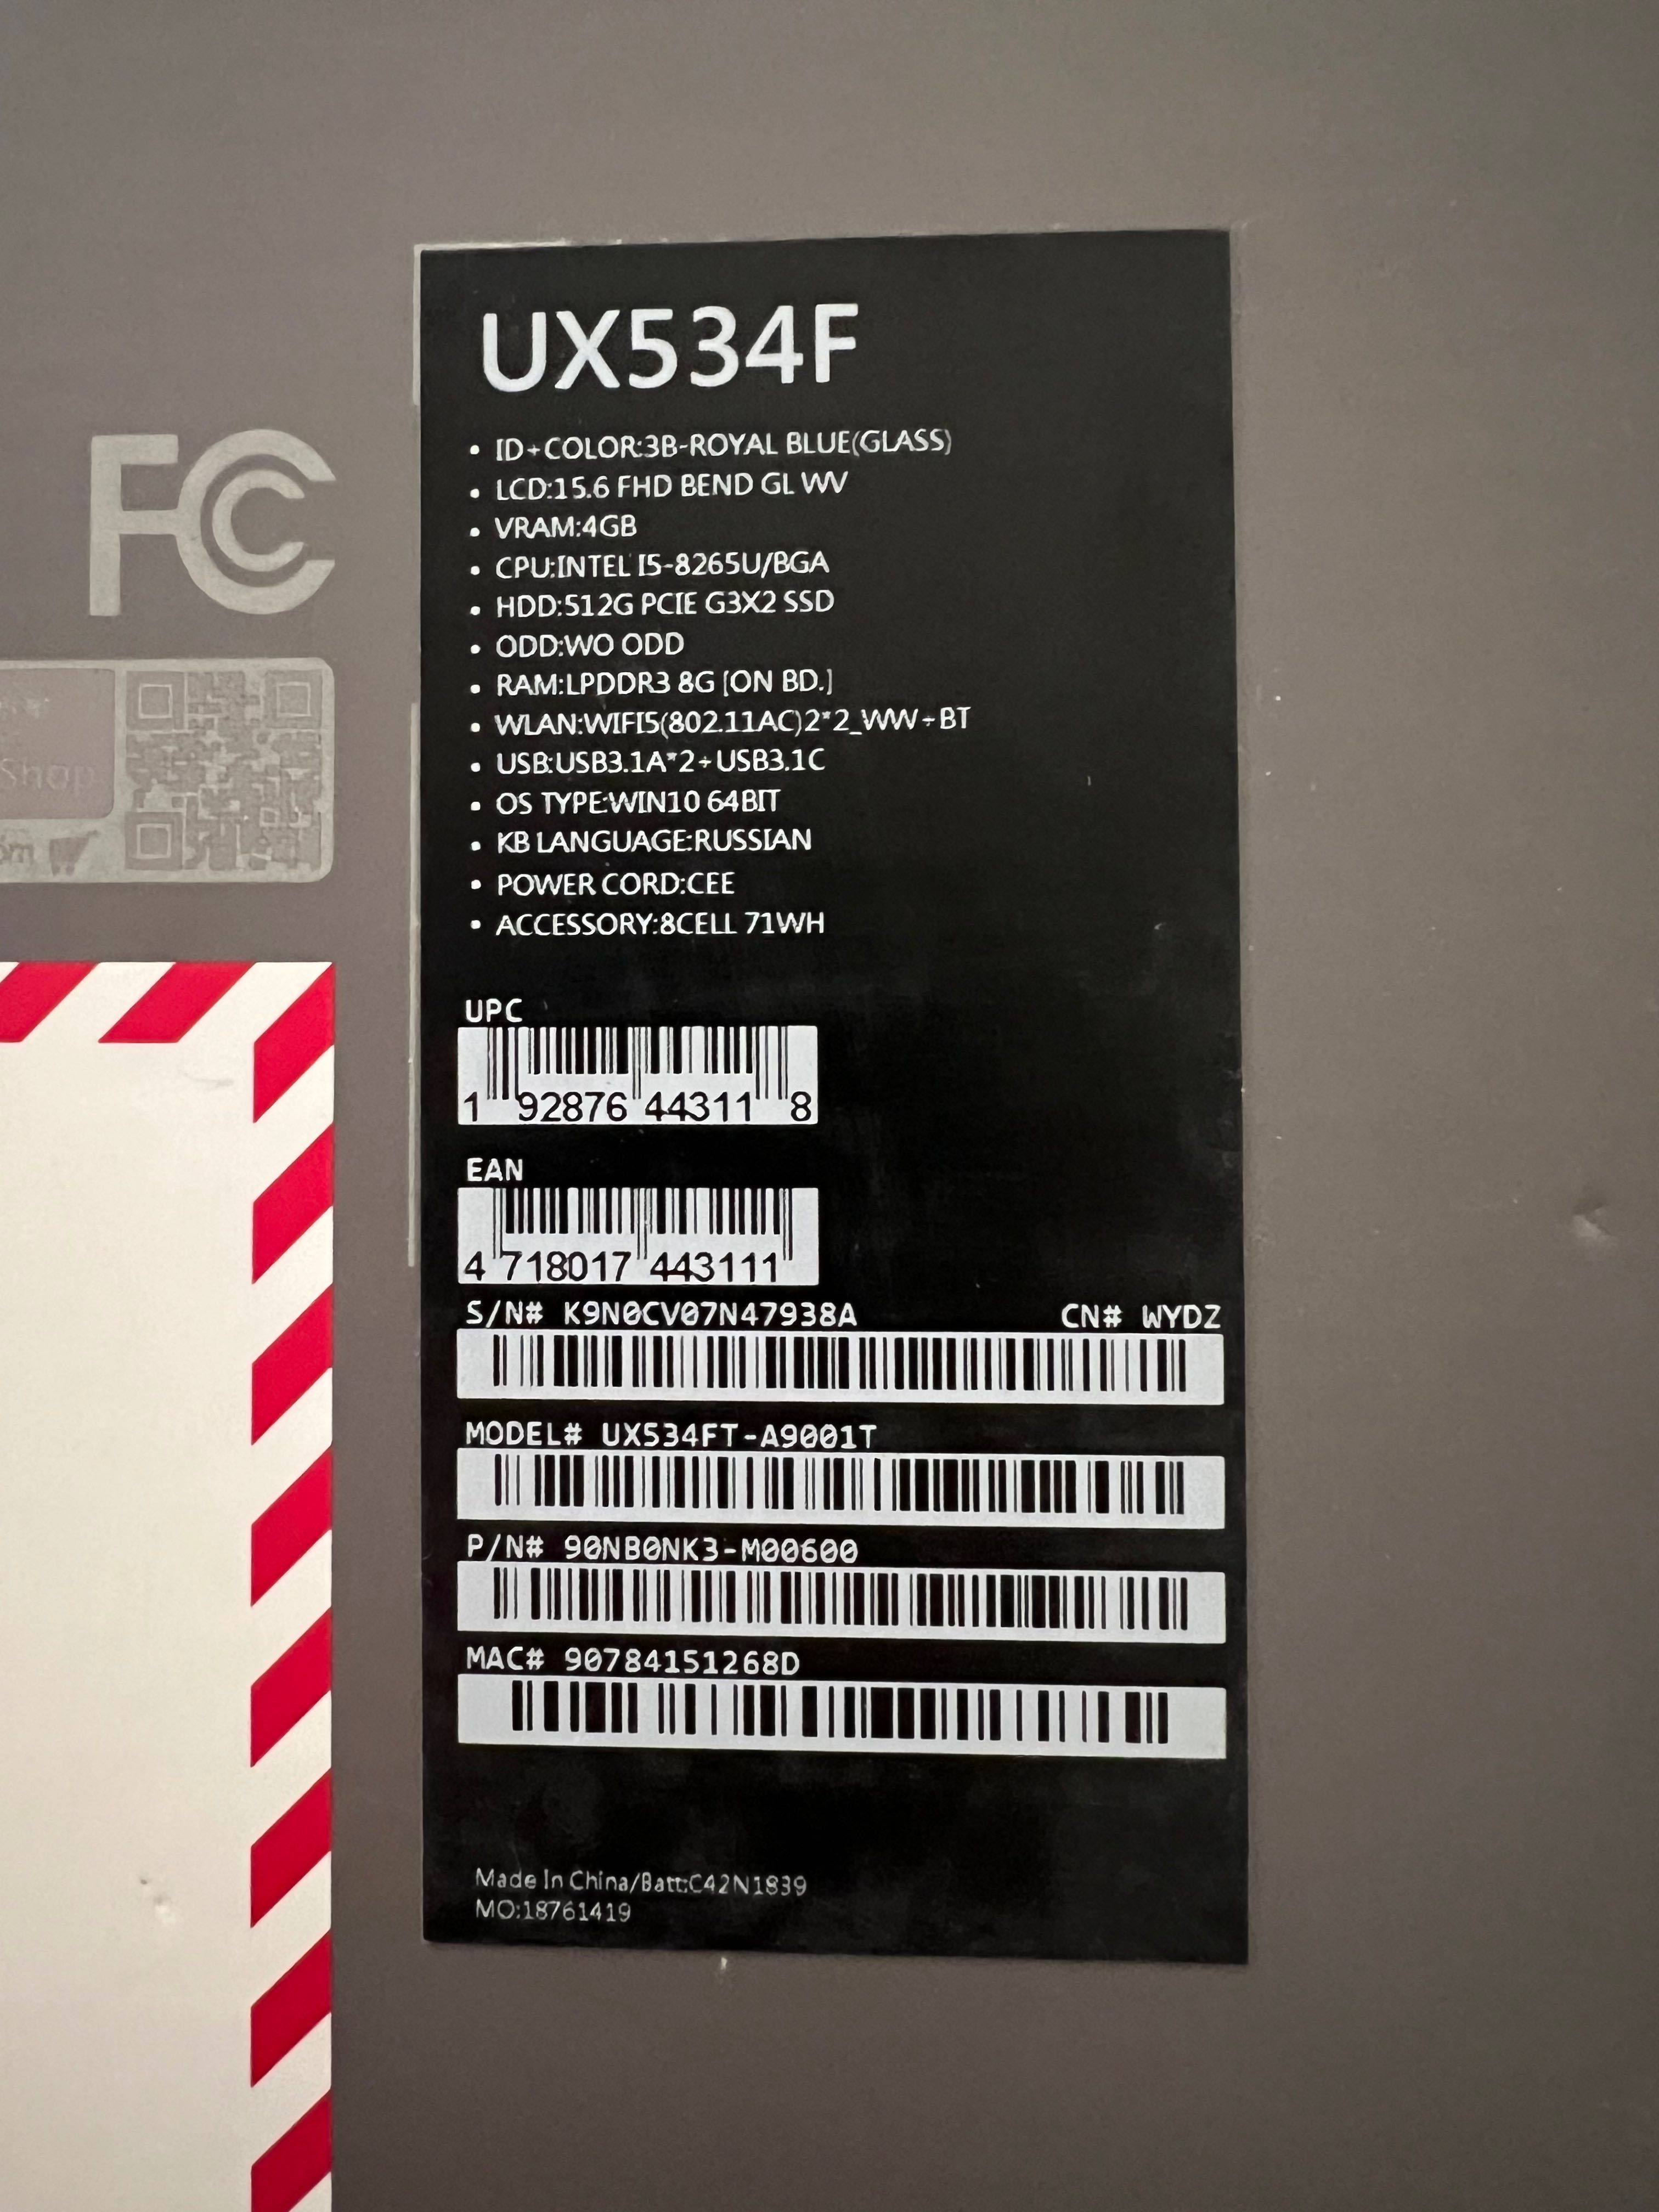 UX534F
• ID+COLOR:3B-ROYAL BLUE(GLASS)
• LCD:15.6 FHD BEND GL WV
• VRAM:4GB
• CPU:INTEL I5-8265U/BGA
• HDD:512G PCIE G3X2 SSD
• ODD:WO ODD
• RAM:LPDDR3 8G [ON BD.]
• WLAN:WIFI5(802.11AC)2*2_WW+BT
• USB:USB3.1A*2+USB3.1C
• OS TYPE:WIN10 64BIT
• KB LANGUAGE:RUSSIAN
• POWER CORD:CEE
• ACCESSORY:8CELL 71WH
UPC
1 92876 44311 8
EAN
4 718017 443111
S/N# K9N0CV07N47938A CN# WYDZ
MODEL# UX534FT-A9001T
P/N# 90NB0NK3-M00600
MAC# 90784151268D
Made In China/Batt:C42N1839
MO:18761419
FC
Shop